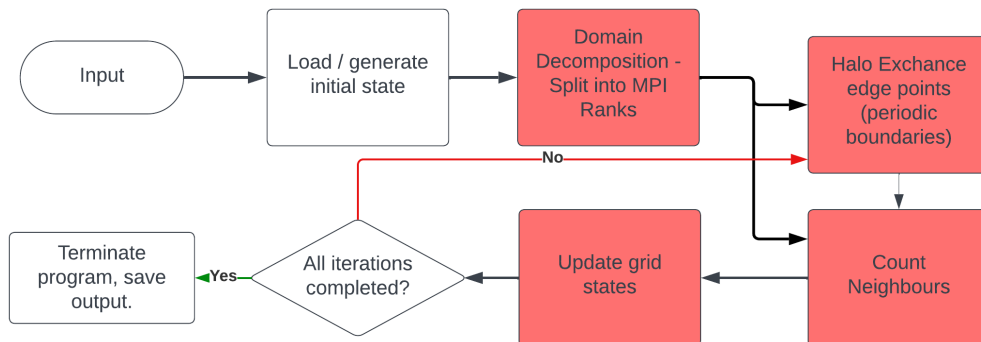 Input
Load / generate
initial state
Domain
Decomposition -
Split into MPI
Ranks
Halo Exchance
edge points
(periodic
boundaries)
No
Terminate
program, save
output.
Yes
All iterations
completed?
Update grid
states
Count
Neighbours